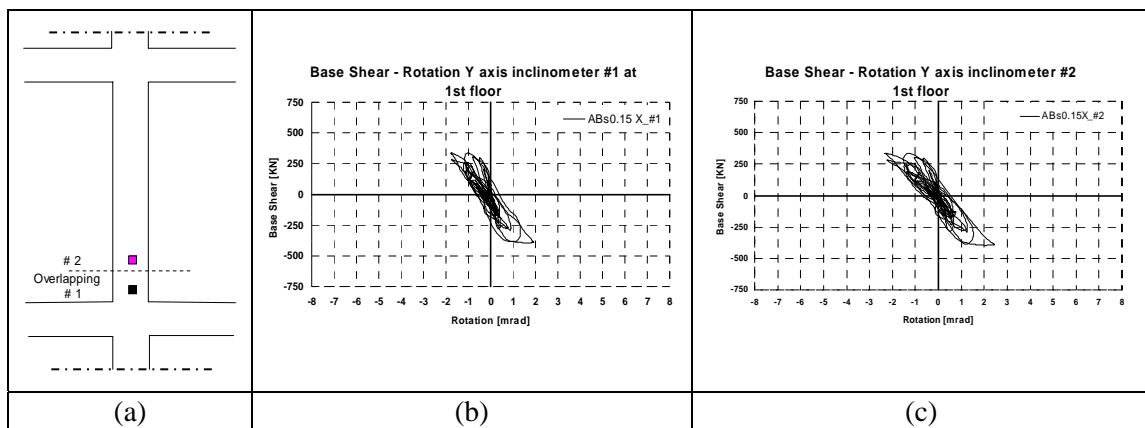 # 2
Overlapping
# 1
(a)
Base Shear - Rotation Y axis inclinometer #1 at
1st floor
ABs0.15 X_#1
Base Shear [KN]
750
500
250
0
-250
-500
-750
-8 -7 -6 -5 -4 -3 -2 -1 0 1 2 3 4 5 6 7 8
Rotation [mrad]
(b)
Base Shear - Rotation Y axis inclinometer #2
1st floor
ABs0.15X_#2
Base Shear [KN]
750
500
250
0
-250
-500
-750
-8 -7 -6 -5 -4 -3 -2 -1 0 1 2 3 4 5 6 7 8
Rotation [mrad]
(c)